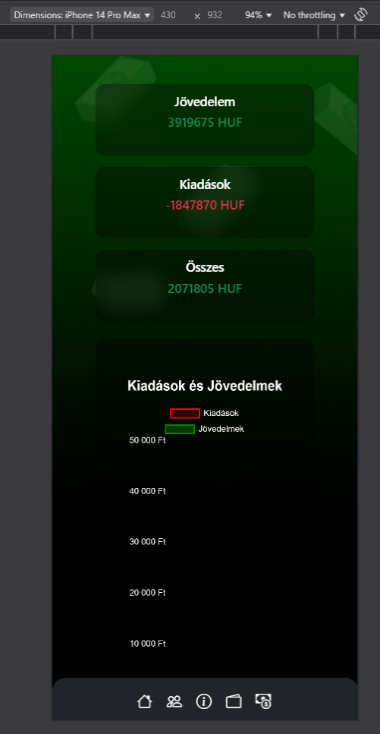 Dimensions: iPhone 14 Pro Max ▼ 430 × 932 94% ▼ No throttling ▼
Jövedelem
3919675 HUF
Kiadások
-1847870 HUF
Összes
2071805 HUF
Kiadások és Jövedelmek
Kiadások
Jövedelmek
50 000 Ft
40 000 Ft
30 000 Ft
20 000 Ft
10 000 Ft